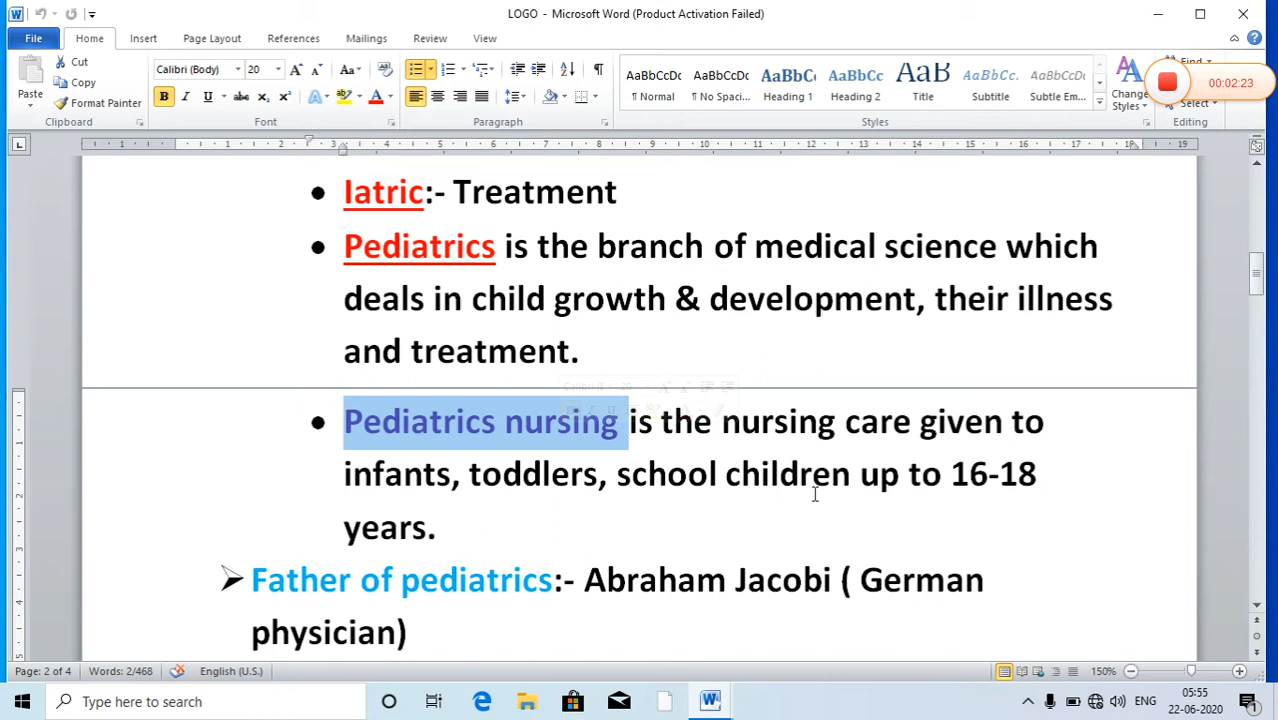 LOGO - Microsoft Word (Product Activation Failed)
File Home Insert Page Layout References Mailings Review View
Cut
Copy
Format Painter
Paste
Clipboard
Calibri (Body) 20
Font
Paragraph
AaBbCcDc AaBbCcDc AaBbC AaBbCc AaB AaBbCc. AaBbCcDc
¶ Normal ¶ No Spaci... Heading 1 Heading 2 Title Subtitle Subtle Em...
Styles
Change
Styles
Find
Select
Editing
00:02:23
• Iatric:- Treatment
• Pediatrics is the branch of medical science which
deals in child growth & development, their illness
and treatment.
• Pediatrics nursing is the nursing care given to
infants, toddlers, school children up to 16-18
years.
➢ Father of pediatrics:- Abraham Jacobi ( German
physician)
Page: 2 of 4 Words: 2/468 English (U.S.) 150%
Type here to search
ENG
05:55
22-06-2020